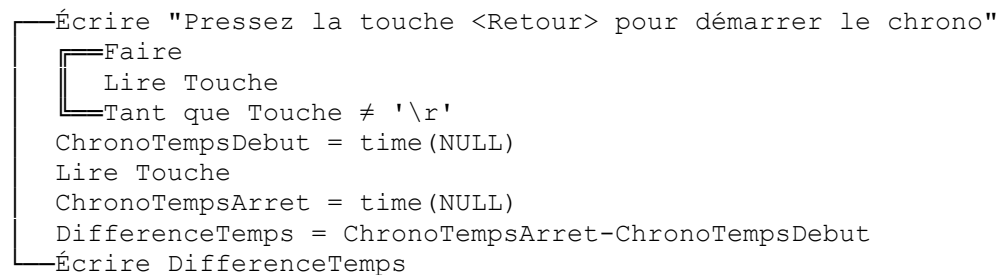 Écrire "Pressez la touche <Retour> pour démarrer le chrono"
Faire
Lire Touche
Tant que Touche ≠ '\r'
ChronoTempsDebut = time(NULL)
Lire Touche
ChronoTempsArret = time(NULL)
DifferenceTemps = ChronoTempsArret-ChronoTempsDebut
Écrire DifferenceTemps